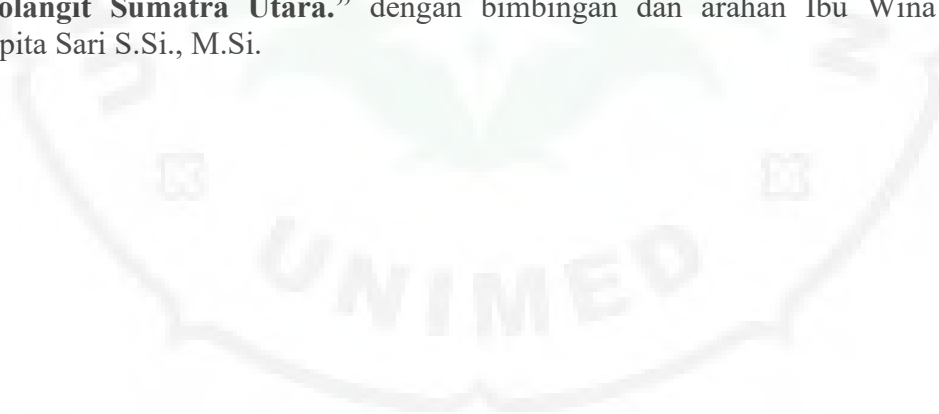 olangit Sumatra Utara.” dengan bimbingan dan arahan Ibu Wina
pita Sari S.Si., M.Si.
UNIMED